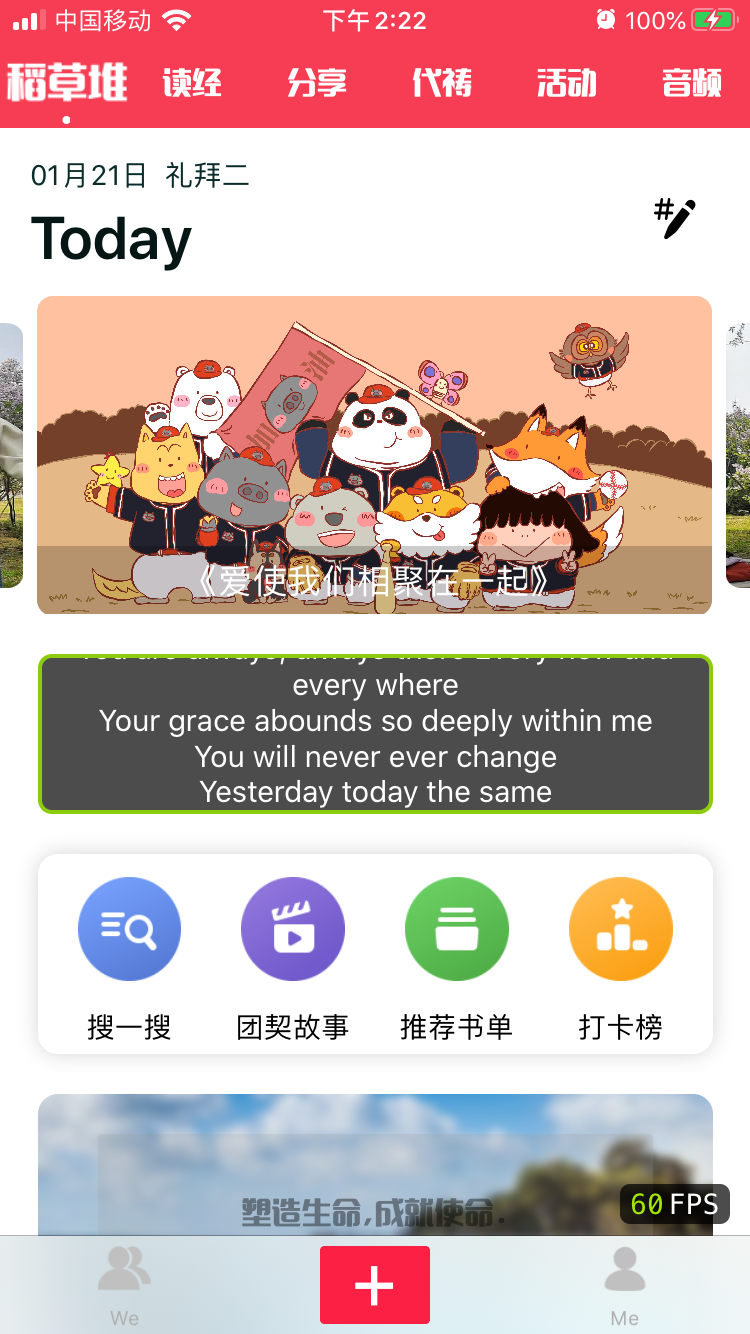 中国移动
下午2:22
100%
稻草堆 读经 分享 代祷 活动 音频
01月21日 礼拜二
Today
#
加油
《爱使我们相聚在一起》
every where
Your grace abounds so deeply within me
You will never ever change
Yesterday today the same
搜一搜 团契故事 推荐书单 打卡榜
塑造生命,成就使命.
60 FPS
We
Me